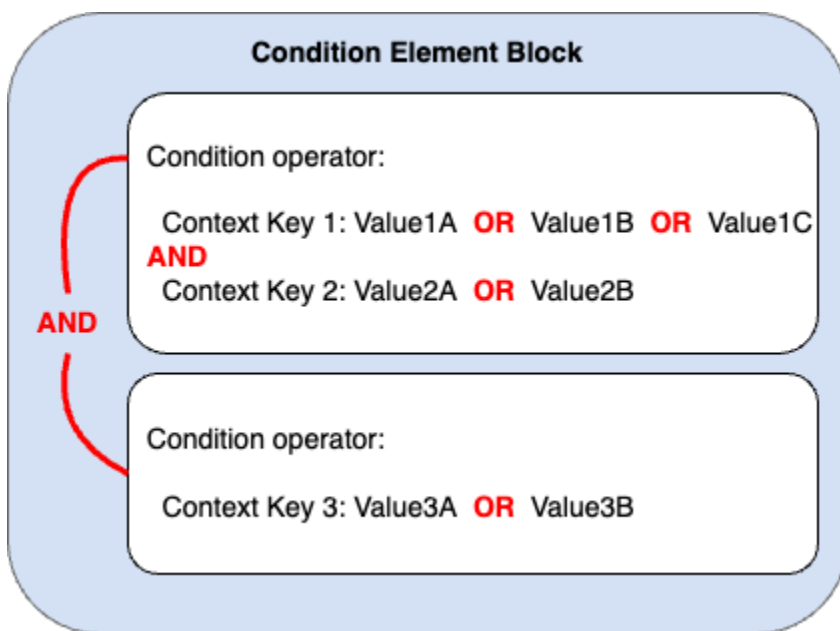 Condition Element Block
Condition operator:
Context Key 1: Value1A OR Value1B OR Value1C
AND
Context Key 2: Value2A OR Value2B
AND
Condition operator:
Context Key 3: Value3A OR Value3B